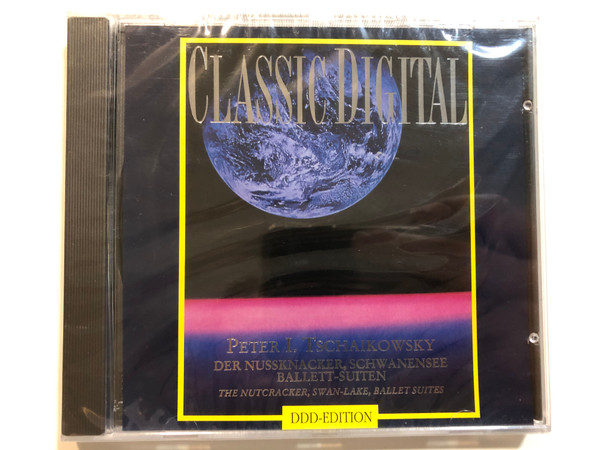 CLASSIC DIGITAL
PETER I. TSCHAIKOWSKY
DER NUSSKNACKER, SCHWANENSEE
BALLETT-SUITEN
THE NUTCRACKER, SWAN-LAKE, BALLET SUITES
DDD-EDITION